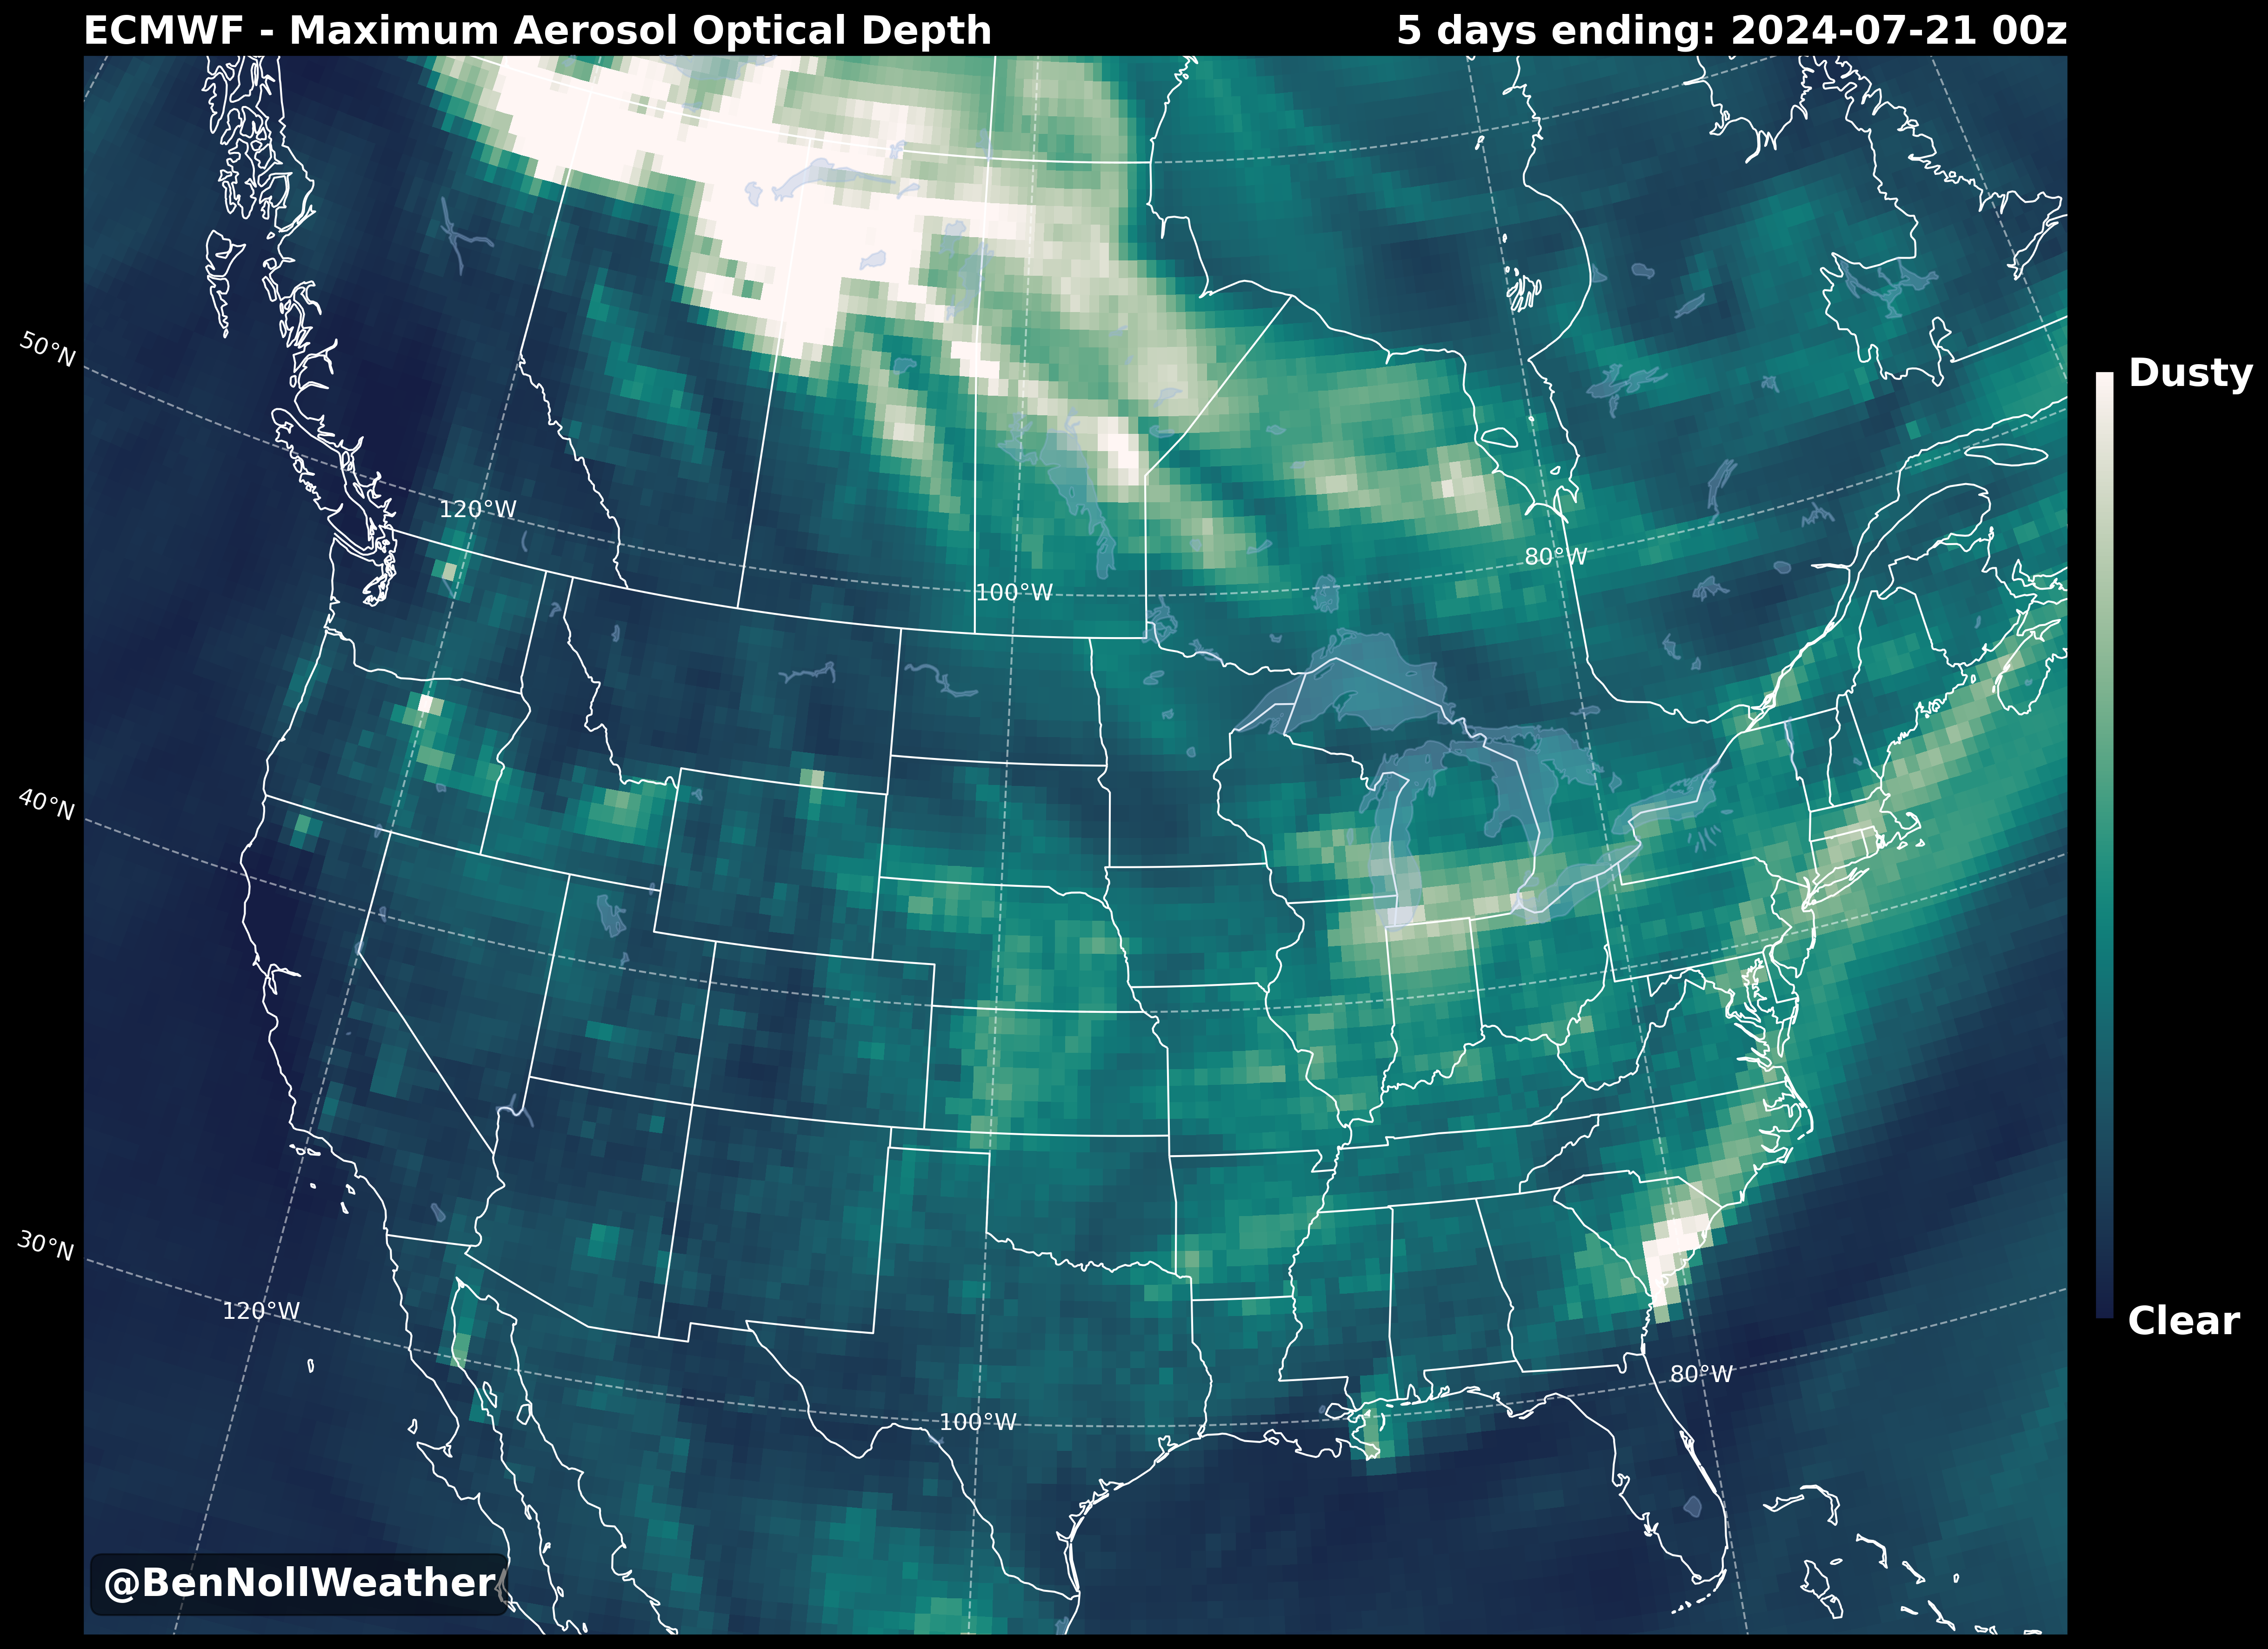 ECMWF - Maximum Aerosol Optical Depth
5 days ending: 2024-07-21 00z
50°N
Dusty
120°W
80°W
100°W
40°N
30°N
120°W
Clear
80°W
100°W
@BenNollWeather